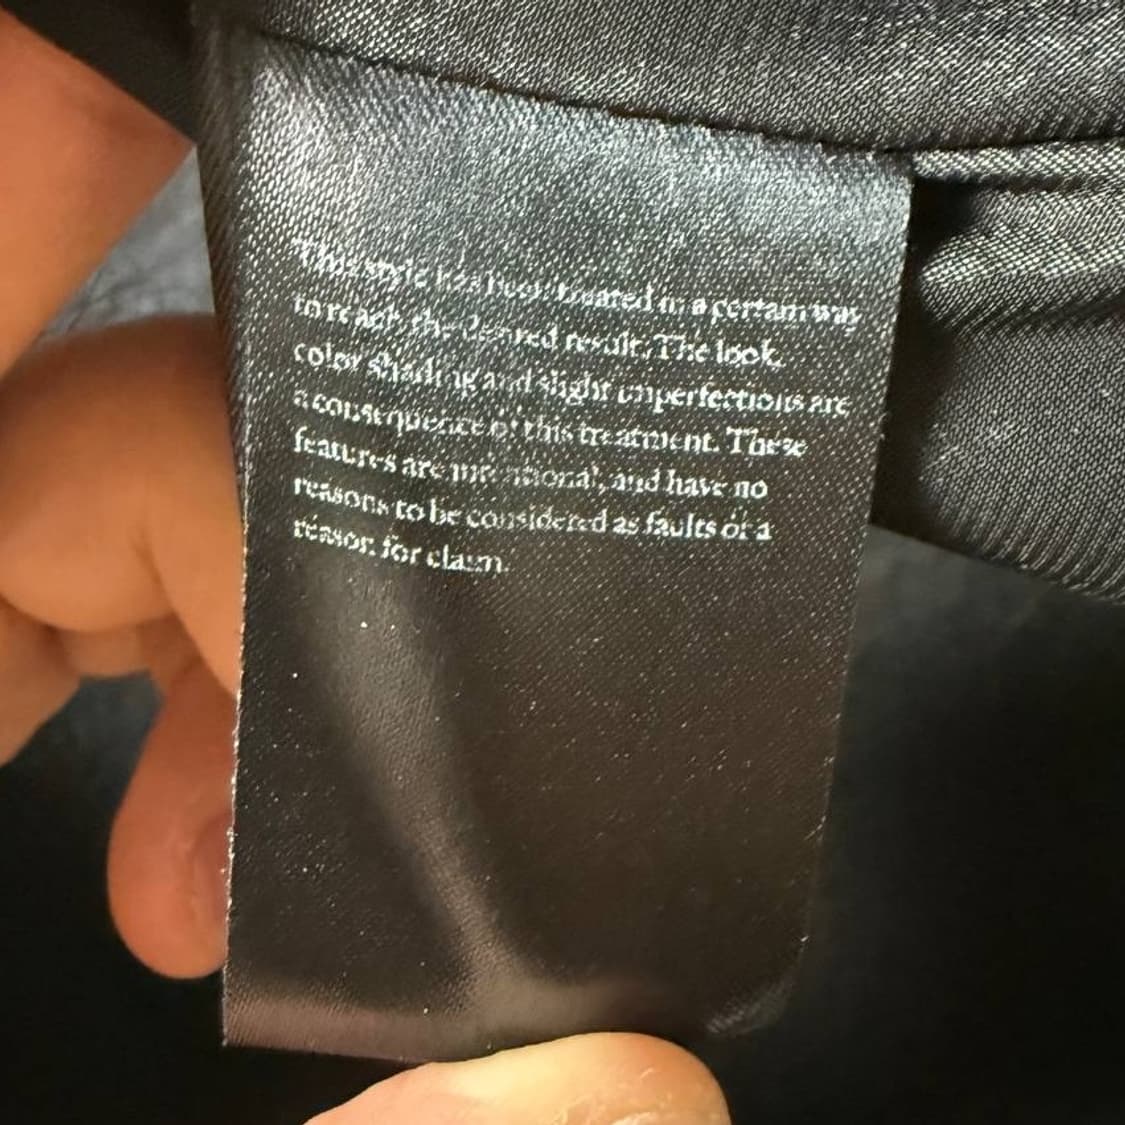 This style has been treated in a certain way
to reach the desired result. The look,
color shading and slight imperfections are
a consequence of this treatment. These
features are intentional, and have no
reasons to be considered as faults or a
reason for claim.